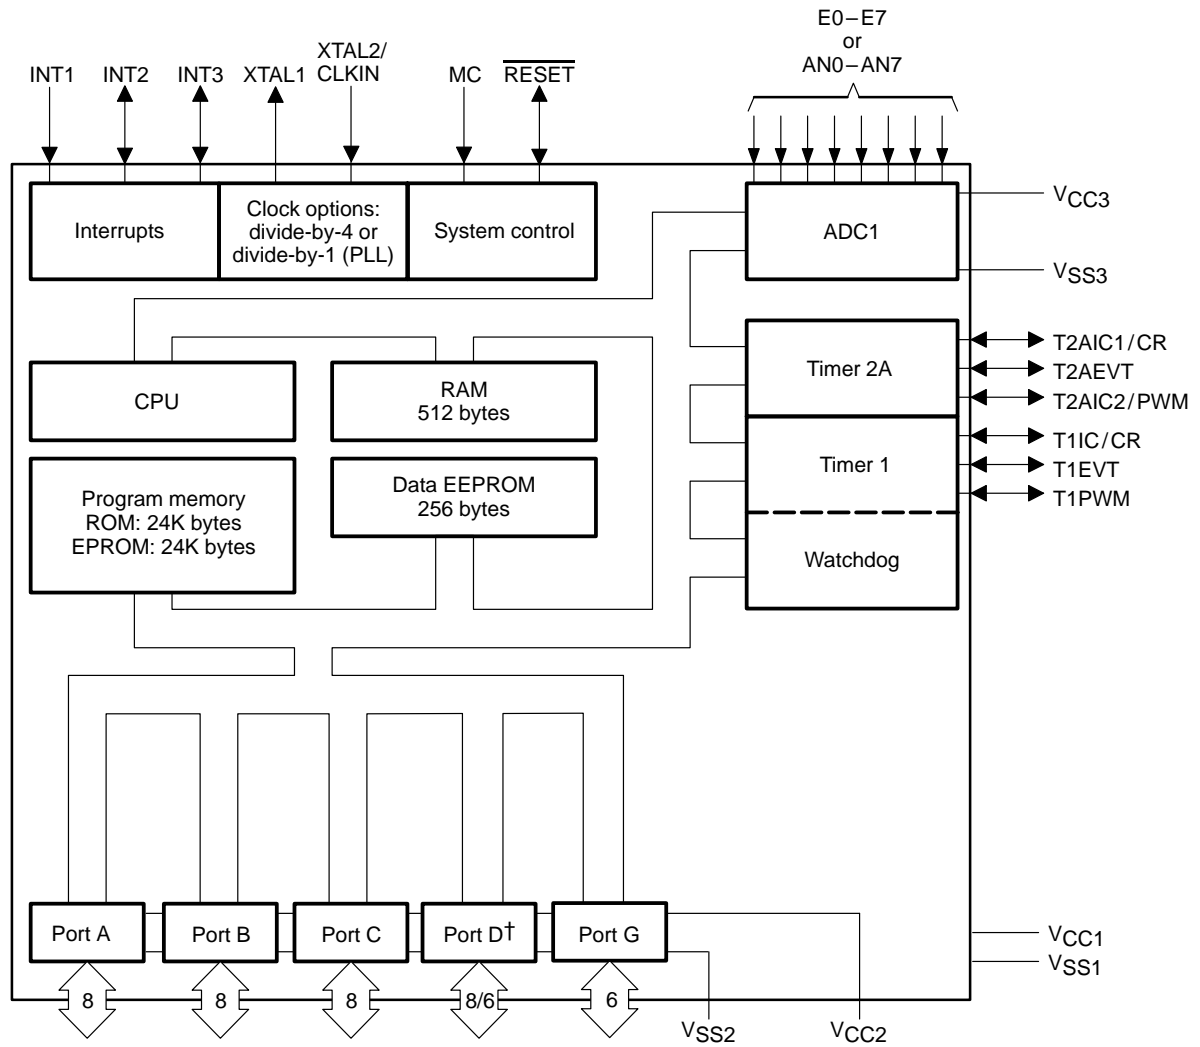 E0–E7
or
AN0–AN7
INT1
INT2
INT3
XTAL1
XTAL2/
CLKIN
MC
RESET
Interrupts
Clock options:
divide-by-4 or
divide-by-1 (PLL)
System control
ADC1
VCC3
VSS3
CPU
RAM
512 bytes
Timer 2A
T2AIC1/CR
T2AEVT
T2AIC2/PWM
Program memory
ROM: 24K bytes
EPROM: 24K bytes
Data EEPROM
256 bytes
Timer 1
T1IC/CR
T1EVT
T1PWM
Watchdog
Port A
Port B
Port C
Port D†
Port G
VCC1
VSS1
8
8
8
8/6
6
VSS2
VCC2